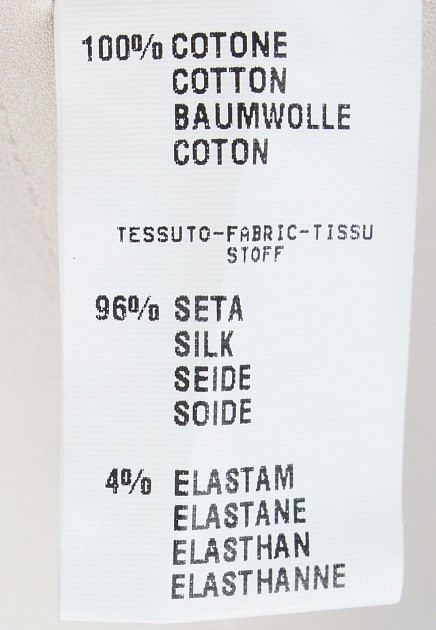 100% COTONE
COTTON
BAUMWOLLE
COTON
TESSUTO-FABRIC-TISSU
STOFF
96% SETA
SILK
SEIDE
SOIDE
4% ELASTAM
ELASTANE
ELASTHAN
ELASTHANNE